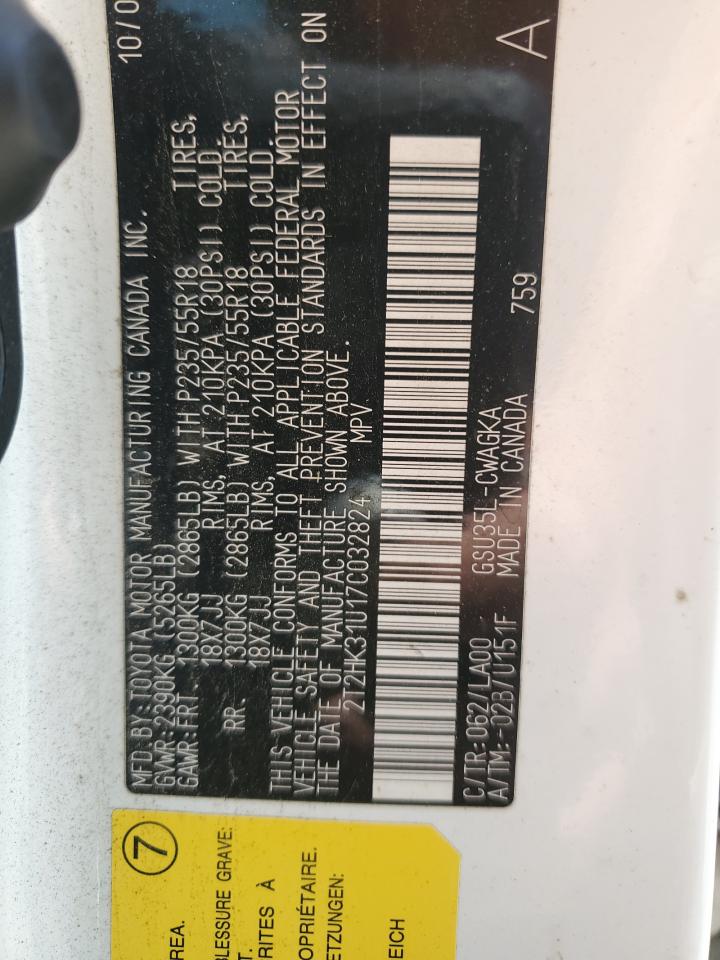 MFD BY:TOYOTA MOTOR MANUFACTURING CANADA INC. 10/0
GVWR:2390KG (5265LB)
GAWR:FRT. 1300KG (2865LB) WITH P235/55R18 TIRES,
18X7JJ RIMS, AT 210KPA (30PSI) COLD.
RR. 1300KG (2865LB) WITH P235/55R18 TIRES,
18X7JJ RIMS, AT 210KPA (30PSI) COLD
THIS VEHICLE CONFORMS TO ALL APPLICABLE FEDERAL MOTOR
VEHICLE SAFETY AND THEFT PREVENTION STANDARDS IN EFFECT ON
THE DATE OF MANUFACTURE SHOWN ABOVE.
2T2HK31U17C032824 MPV
C/TR:062/LA00 GSU35L-CWAGKA
A/TM:-02B/U151F MADE IN CANADA 759 A
7
REA.
BLESSURE GRAVE:
T.
RITES À
OPRIÉTAIRE.
ETZUNGEN:
EICH